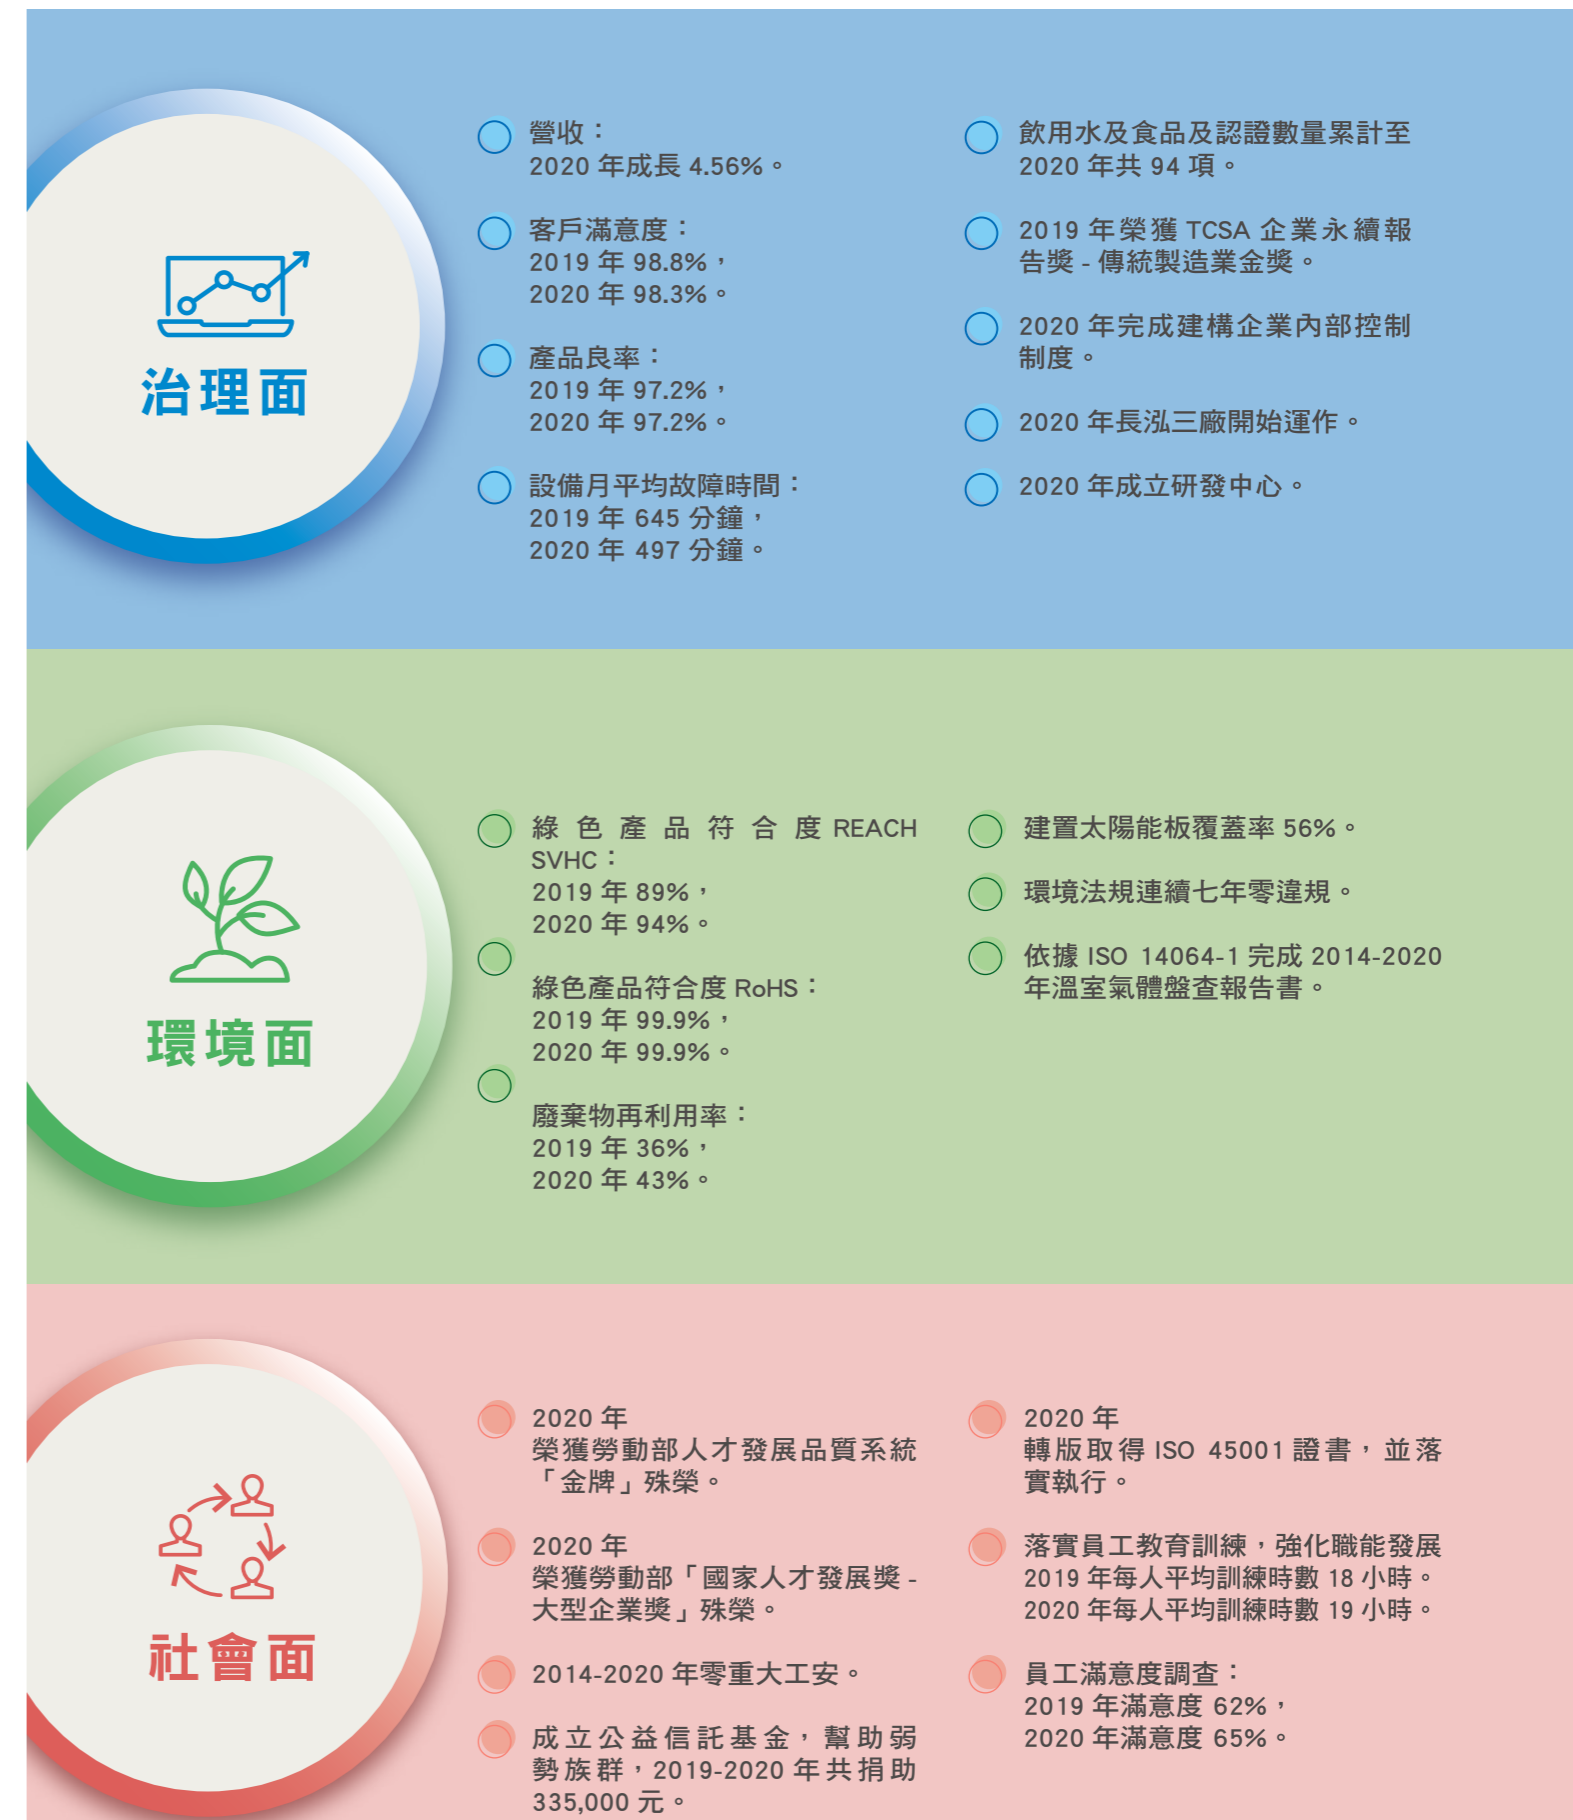 治理面
營收：
2020 年成長 4.56%。
客戶滿意度：
2019 年 98.8%，
2020 年 98.3%。
產品良率：
2019 年 97.2%，
2020 年 97.2%。
設備月平均故障時間：
2019 年 645 分鐘，
2020 年 497 分鐘。
飲用水及食品及認證數量累計至
2020 年共 94 項。
2019 年榮獲 TCSA 企業永續報
告獎 - 傳統製造業金獎。
2020 年完成建構企業內部控制
制度。
2020 年長泓三廠開始運作。
2020 年成立研發中心。
環境面
綠色產品符合度 REACH
SVHC：
2019 年 89%，
2020 年 94%。
綠色產品符合度 RoHS：
2019 年 99.9%，
2020 年 99.9%。
廢棄物再利用率：
2019 年 36%，
2020 年 43%。
建置太陽能板覆蓋率 56%。
環境法規連續七年零違規。
依據 ISO 14064-1 完成 2014-2020
年溫室氣體盤查報告書。
社會面
2020 年
榮獲勞動部人才發展品質系統
「金牌」殊榮。
2020 年
榮獲勞動部「國家人才發展獎 -
大型企業獎」殊榮。
2014-2020 年零重大工安。
成立公益信託基金，幫助弱
勢族群，2019-2020 年共捐助
335,000 元。
2020 年
轉版取得 ISO 45001 證書，並落
實執行。
落實員工教育訓練，強化職能發展
2019 年每人平均訓練時數 18 小時。
2020 年每人平均訓練時數 19 小時。
員工滿意度調查：
2019 年滿意度 62%，
2020 年滿意度 65%。